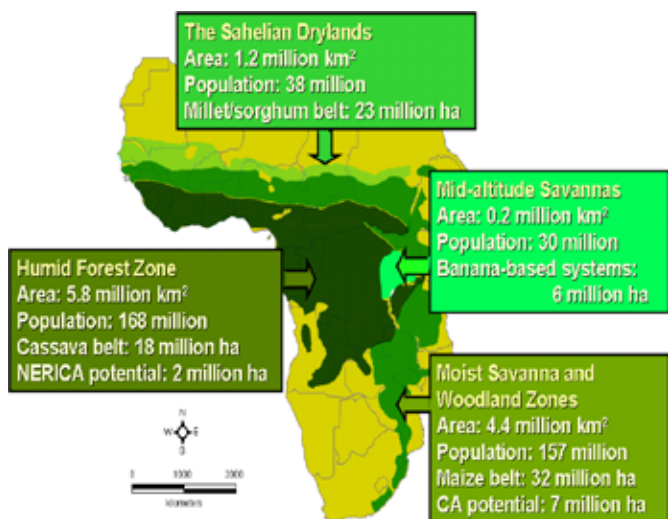 The Sahelian Drylands
Area: 1.2 million km²
Population: 38 million
Millet/sorghum belt: 23 million ha
Mid-altitude Savannas
Area: 0.2 million km²
Population: 30 million
Banana-based systems:
6 million ha
Humid Forest Zone
Area: 5.8 million km²
Population: 168 million
Cassava belt: 18 million ha
NERICA potential: 2 million ha
Moist Savanna and
Woodland Zones
Area: 4.4 million km²
Population: 157 million
Maize belt: 32 million ha
CA potential: 7 million ha
N
W E
S
0 1000 2000
kilometers